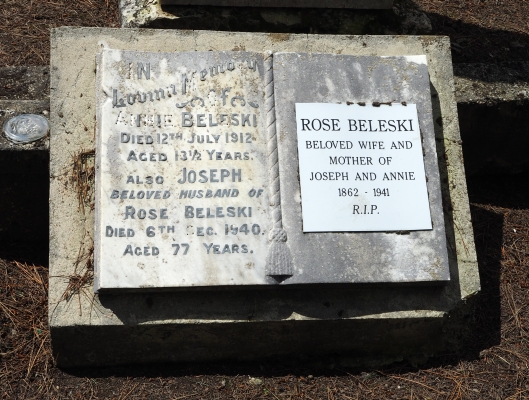 IN
Loving Memory
of
ANNIE BELESKI
DIED 12TH JULY 1912
AGED 13½ YEARS.
ALSO JOSEPH
BELOVED HUSBAND OF
ROSE BELESKI
DIED 6TH DEC. 1940.
AGED 77 YEARS.
ROSE BELESKI
BELOVED WIFE AND
MOTHER OF
JOSEPH AND ANNIE
1862 - 1941
R.I.P.